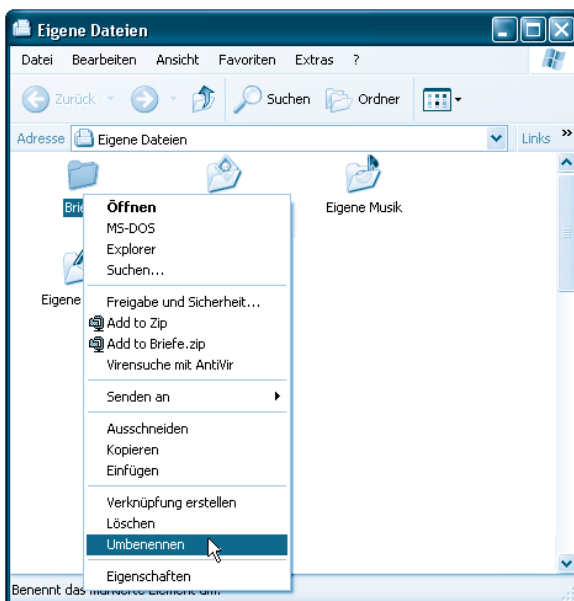 Eigene Dateien
Datei Bearbeiten Ansicht Favoriten Extras ?
Zurück Suchen Ordner
Adresse Eigene Dateien Links »
Eigene Musik
Öffnen
MS-DOS
Explorer
Suchen...
Eigene
Freigabe und Sicherheit...
Add to Zip
Add to Briefe.zip
Virensuche mit AntiVir
Senden an
Ausschneiden
Kopieren
Einfügen
Verknüpfung erstellen
Löschen
Umbenennen
Eigenschaften
Benennt das